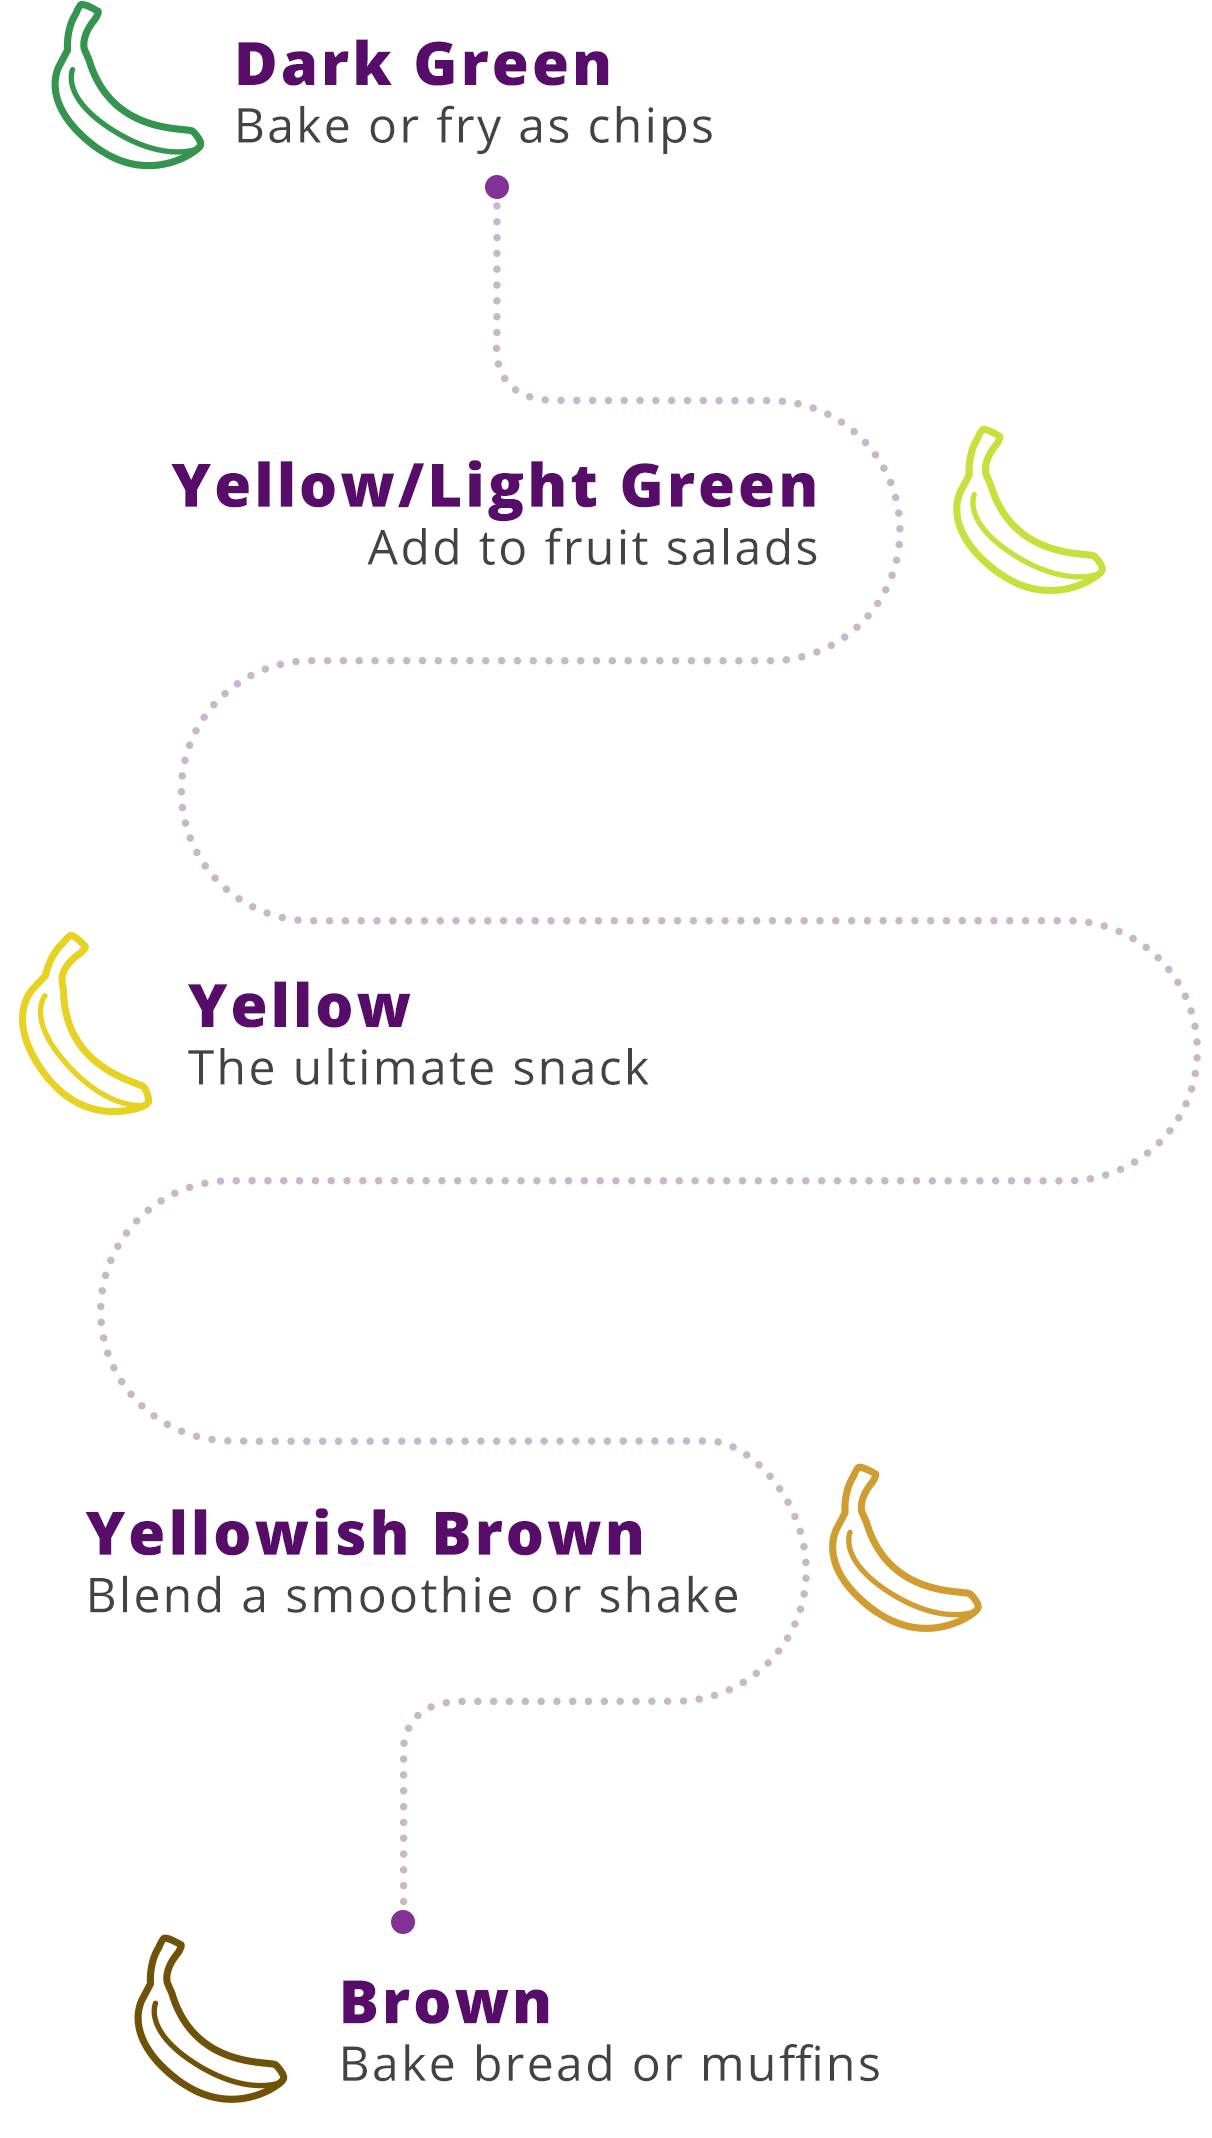 Dark Green
Bake or fry as chips
Yellow/Light Green
Add to fruit salads
Yellow
The ultimate snack
Yellowish Brown
Blend a smoothie or shake
Brown
Bake bread or muffins